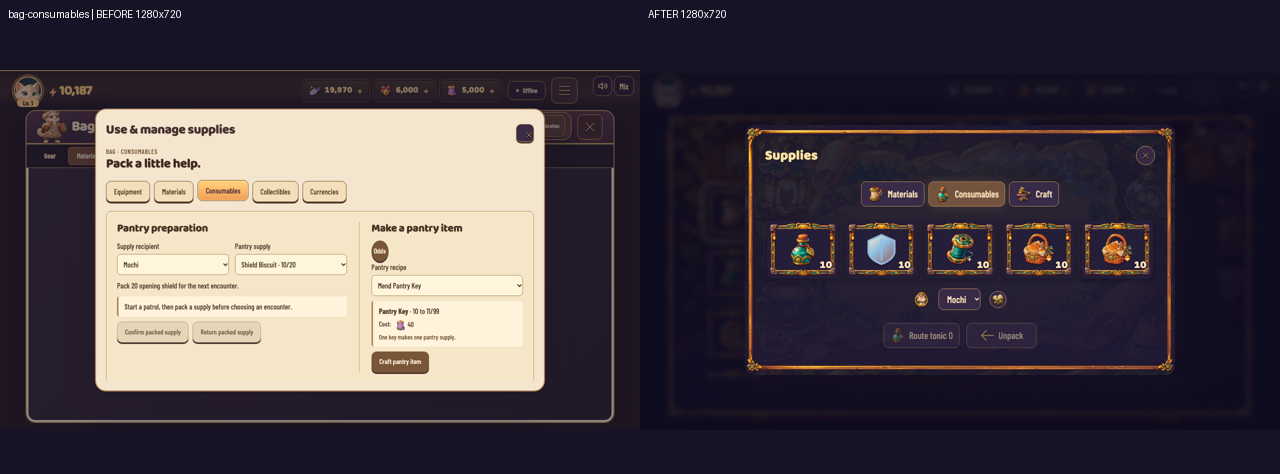 bag-consumables | BEFORE 1280x720
AFTER 1280x720
10,187
19,970 +
6,000 +
5,000 +
Offline
Mix
Lv. 1
Bag
Gear
Use & manage supplies
BAG · CONSUMABLES
Pack a little help.
Equipment
Materials
Consumables
Collectibles
Currencies
Pantry preparation
Supply recipient
Pantry supply
Mochi
Shield Biscuit · 10/20
Pack 20 opening shield for the next encounter.
Start a patrol, then pack a supply before choosing an encounter.
Confirm packed supply
Return packed supply
Make a pantry item
Odds
Pantry recipe
Mend Pantry Key
Pantry Key · 10 to 11/99
Cost: 40
One key makes one pantry supply.
Craft pantry item
Supplies
Materials
Consumables
Craft
10
10
10
10
10
Mochi
Route tonic 0
Unpack